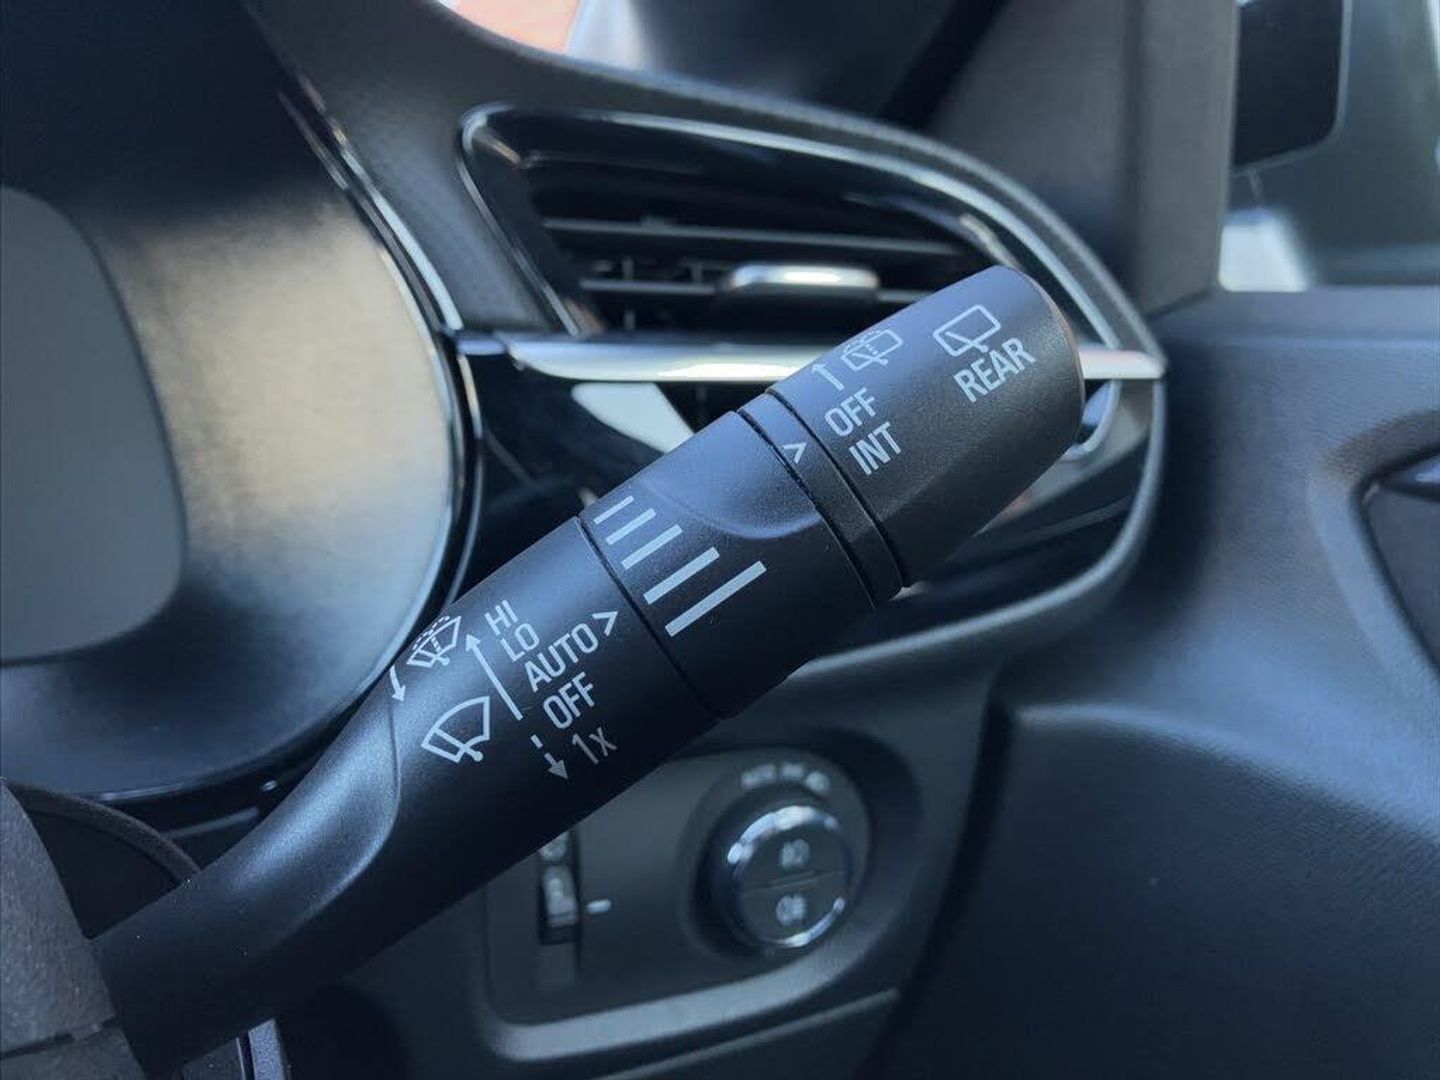 HI
LO
AUTO >
OFF
1x
>
OFF
INT
REAR